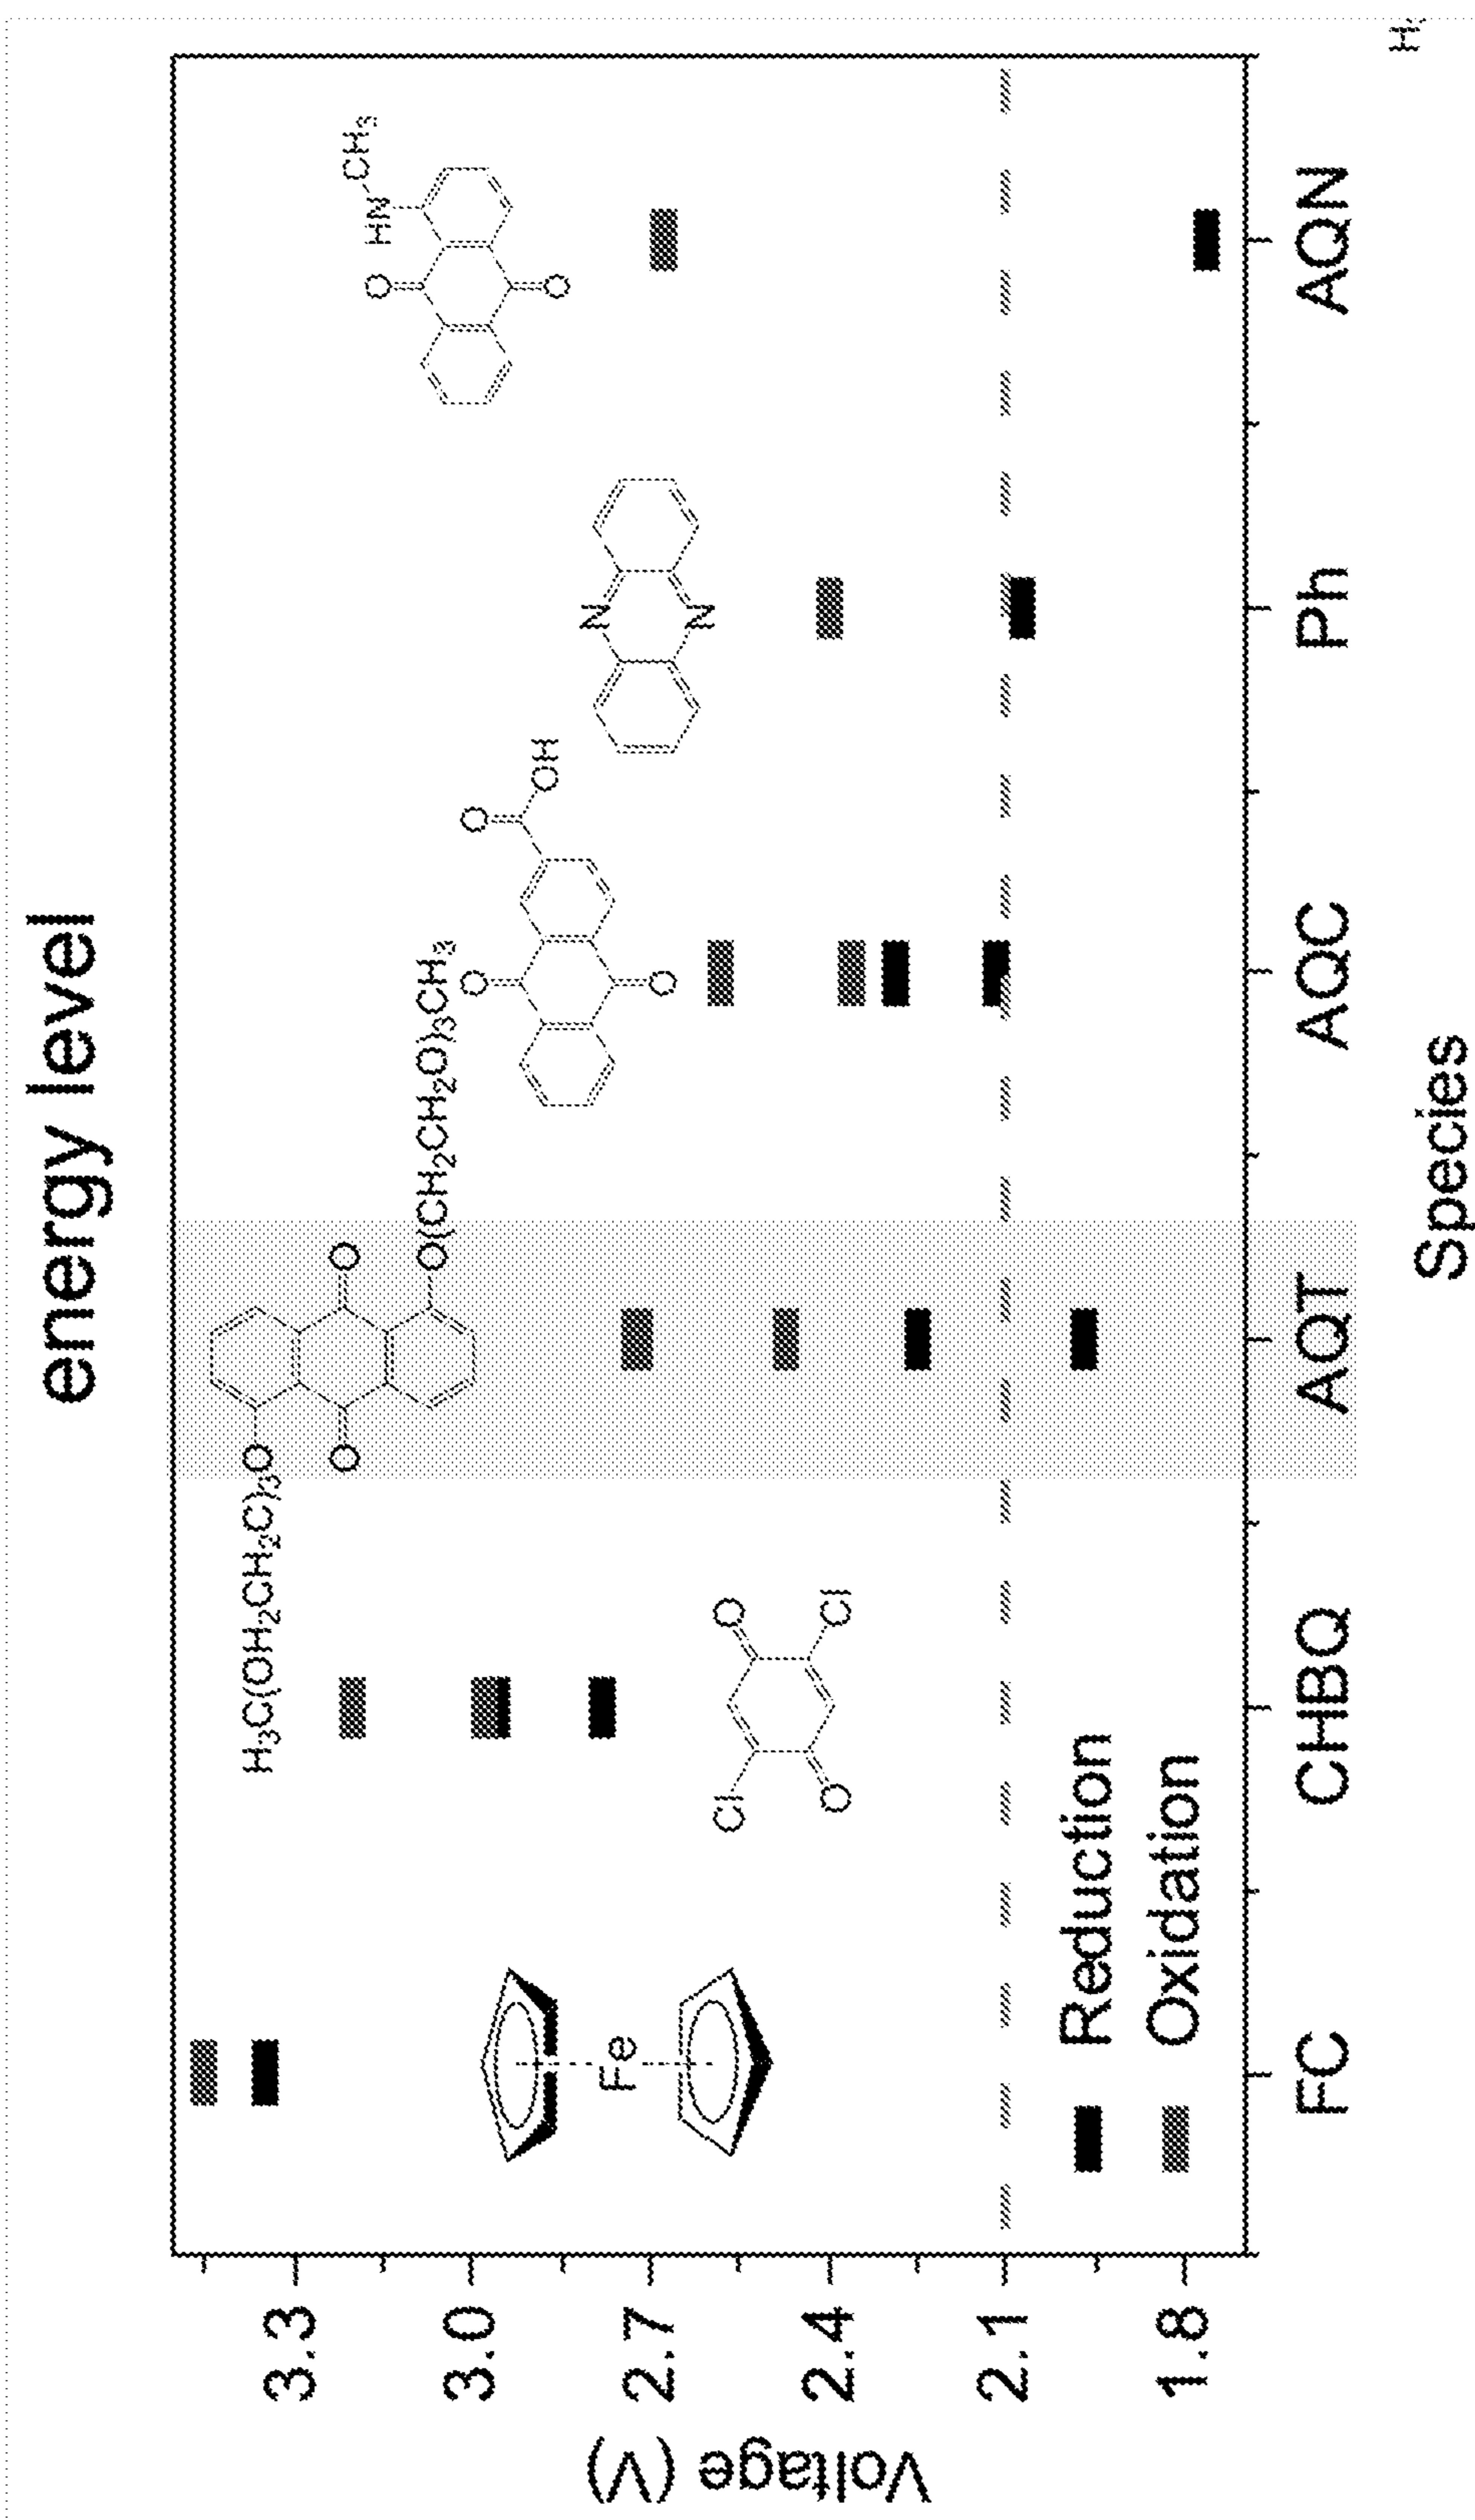 energy level
Voltage (V)
3.3
3.0
2.7
2.4
2.1
1.8
H₃C(OH₂CH₂C)₃O
O
O
O(CH₂CH₂O)₃CH₃
O
O
O
OH
N
N
O
O
HN
CH₃
Fe
Cl
O
O
Cl
Reduction
Oxidation
FC
CHBQ
AQT
AQC
Ph
AQN
Species